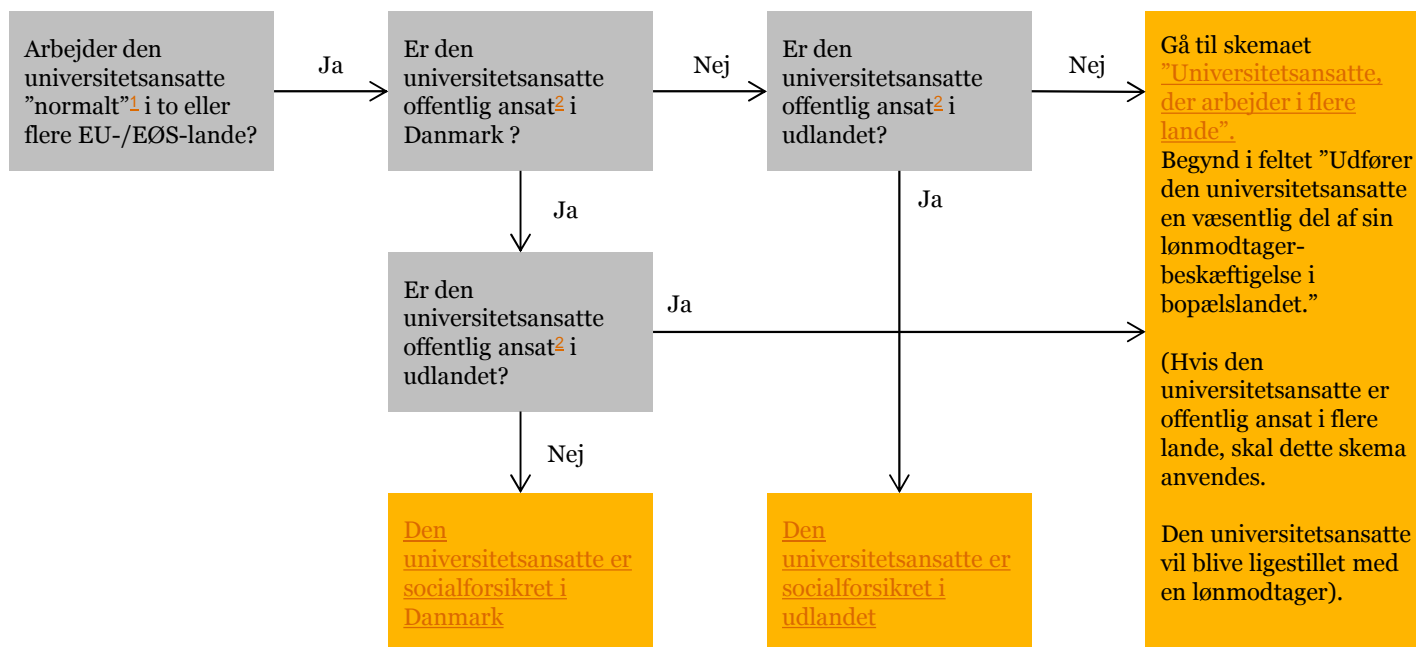 Arbejder den
universitetsansatte
”normalt”1 i to eller
flere EU-/EØS-lande?
Ja
Er den
universitetsansatte
offentlig ansat2 i
Danmark ?
Nej
Er den
universitetsansatte
offentlig ansat2 i
udlandet?
Nej
Gå til skemaet
”Universitetsansatte,
der arbejder i flere
lande”.
Begynd i feltet ”Udfører
den universitetsansatte
en væsentlig del af sin
lønmodtager-
beskæftigelse i
bopælslandet.”
(Hvis den
universitetsansatte er
offentlig ansat i flere
lande, skal dette skema
anvendes.
Den universitetsansatte
vil blive ligestillet med
en lønmodtager).
Ja
Ja
Er den
universitetsansatte
offentlig ansat2 i
udlandet?
Ja
Nej
Den
universitetsansatte er
socialforsikret i
Danmark
Den
universitetsansatte er
socialforsikret i
udlandet